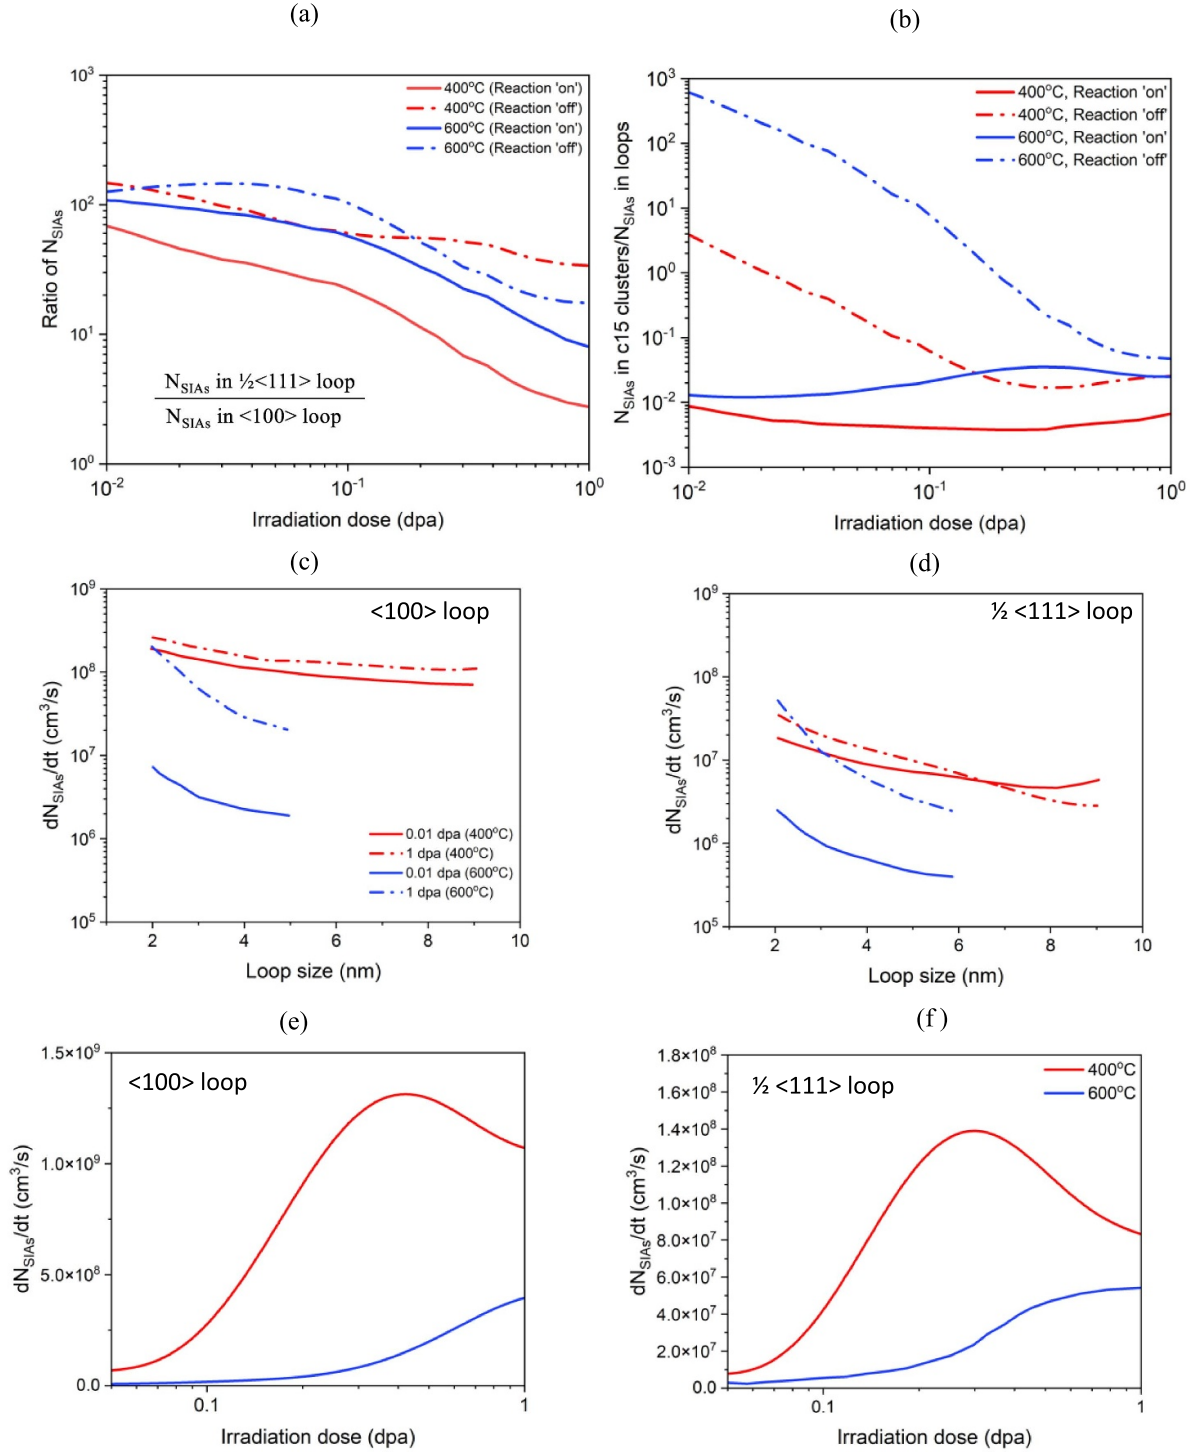 (a)
10³
10²
10¹
10⁰
10⁻²
10⁻¹
10⁰
Ratio of N_SIAs
Irradiation dose (dpa)
400°C (Reaction 'on')
400°C (Reaction 'off')
600°C (Reaction 'on')
600°C (Reaction 'off')
N_SIAs in ½<111> loop
N_SIAs in <100> loop
(b)
10³
10²
10¹
10⁰
10⁻¹
10⁻²
10⁻³
10⁻²
10⁻¹
10⁰
N_SIAs in c15 clusters/N_SIAs in loops
Irradiation dose (dpa)
400°C, Reaction 'on'
400°C, Reaction 'off'
600°C, Reaction 'on'
600°C, Reaction 'off'
(c)
<100> loop
10⁹
10⁸
10⁷
10⁶
10⁵
2
4
6
8
10
dN_SIAs/dt (cm³/s)
Loop size (nm)
0.01 dpa (400°C)
1 dpa (400°C)
0.01 dpa (600°C)
1 dpa (600°C)
(d)
½ <111> loop
10⁹
10⁸
10⁷
10⁶
10⁵
2
4
6
8
10
dN_SIAs/dt (cm³/s)
Loop size (nm)
(e)
<100> loop
1.5×10⁹
1.0×10⁹
5.0×10⁸
0.0
0.1
1
dN_SIAs/dt (cm³/s)
Irradiation dose (dpa)
(f)
½ <111> loop
400°C
600°C
1.8×10⁸
1.6×10⁸
1.4×10⁸
1.2×10⁸
1.0×10⁸
8.0×10⁷
6.0×10⁷
4.0×10⁷
2.0×10⁷
0.0
0.1
1
dN_SIAs/dt (cm³/s)
Irradiation dose (dpa)